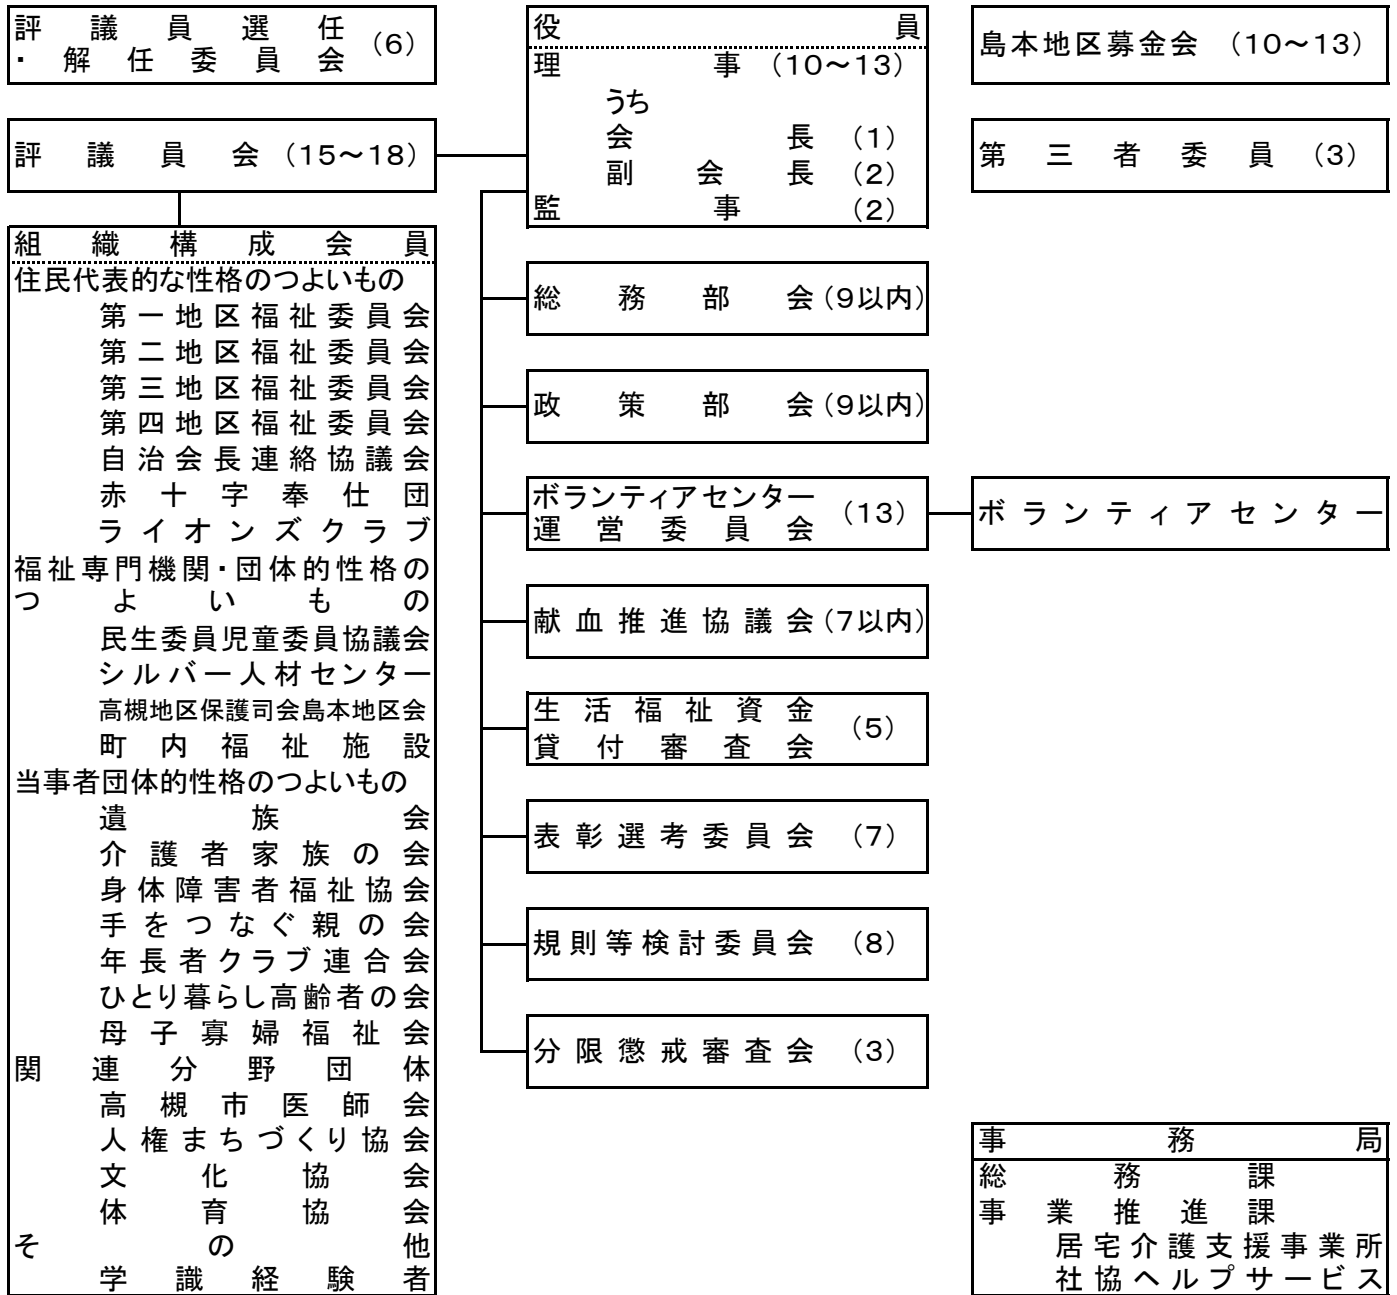 評議員選任
・解任委員会 (6)
評議員会 (15~18)
組織構成会員
住民代表的な性格のつよいもの
第一地区福祉委員会
第二地区福祉委員会
第三地区福祉委員会
第四地区福祉委員会
自治会長連絡協議会
赤十字奉仕団
ライオンズクラブ
福祉専門機関・団体的性格の
つよいもの
民生委員児童委員協議会
シルバー人材センター
高槻地区保護司会島本地区会
町内福祉施設
当事者団体的性格のつよいもの
遺族会
介護者家族の会
身体障害者福祉協会
手をつなぐ親の会
年長者クラブ連合会
ひとり暮らし高齢者の会
母子寡婦福祉会
関連分野団体
高槻市医師会
人権まちづくり協会
文化協会
体育協会
その他
学識経験者
役員
理事 (10~13)
うち
会長 (1)
副会長 (2)
監事 (2)
総務部会(9以内)
政策部会(9以内)
ボランティアセンター
運営委員会 (13)
献血推進協議会(7以内)
生活福祉資金
貸付審査会 (5)
表彰選考委員会 (7)
規則等検討委員会 (8)
分限懲戒審査会 (3)
島本地区募金会 (10~13)
第三者委員 (3)
ボランティアセンター
事務局
総務課
事業推進課
居宅介護支援事業所
社協ヘルプサービス